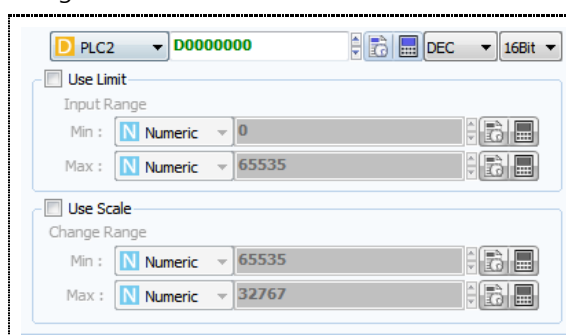 D PLC2 D0000000 DEC 16Bit
Use Limit
Input Range
Min : N Numeric 0
Max : N Numeric 65535
Use Scale
Change Range
Min : N Numeric 65535
Max : N Numeric 32767